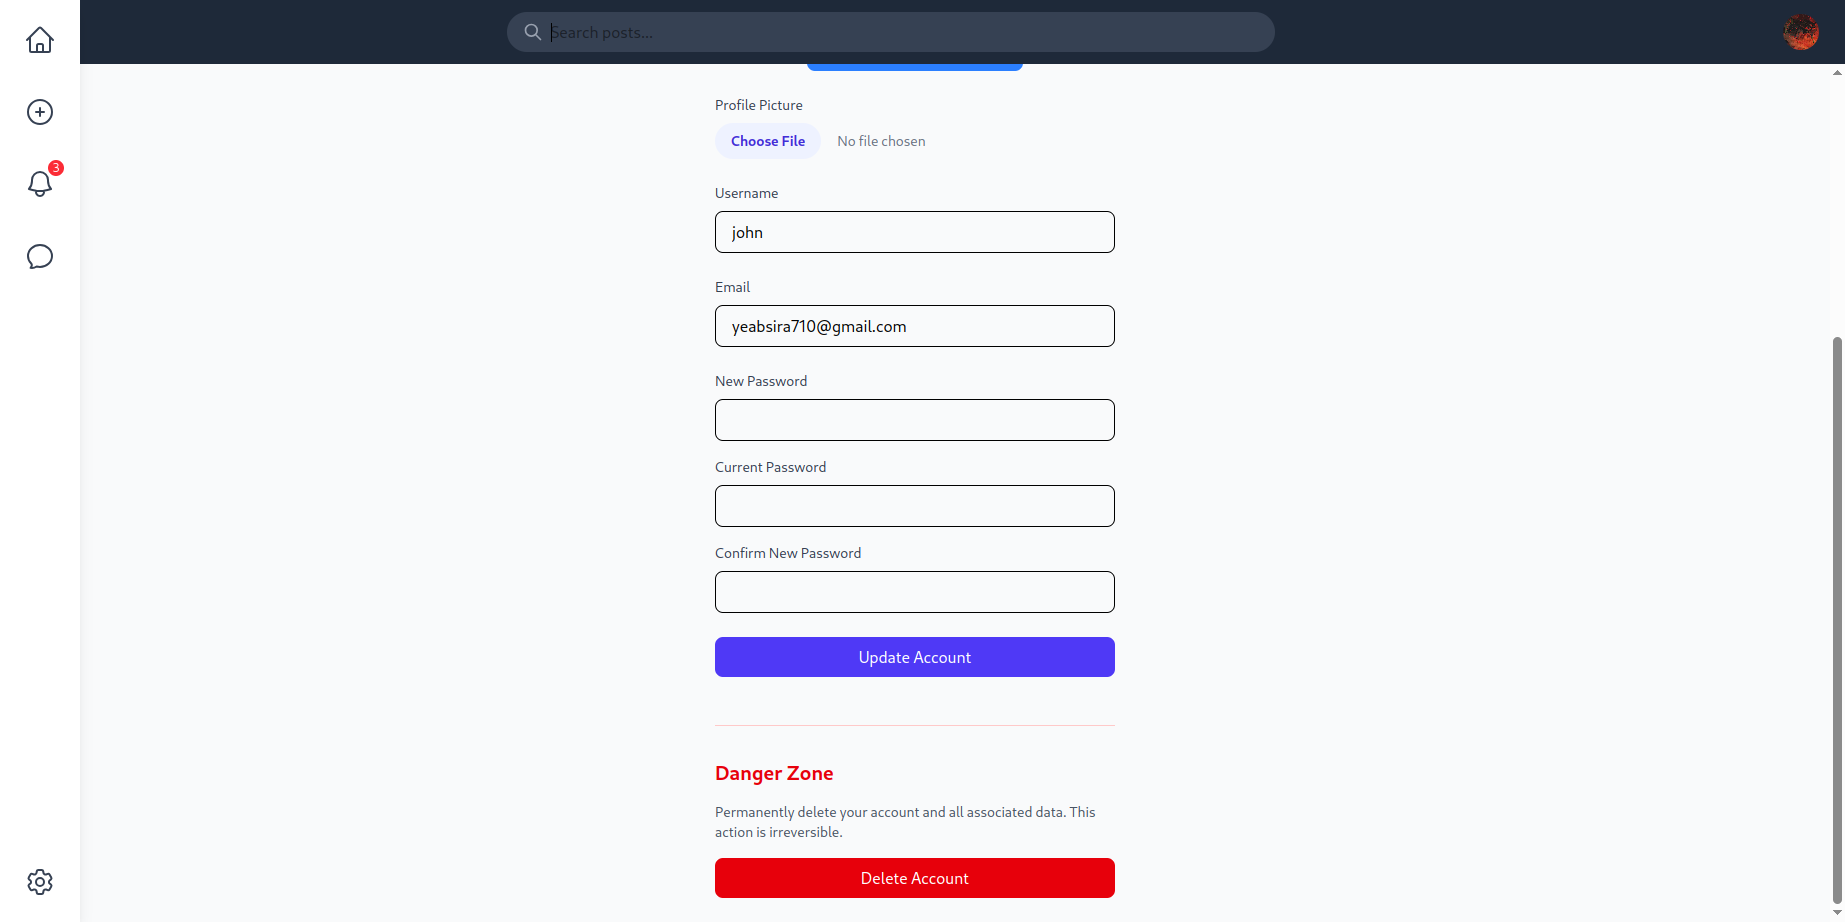 Search posts...
3
Profile Picture
Choose File No file chosen
Username
john
Email
yeabsira710@gmail.com
New Password
Current Password
Confirm New Password
Update Account
Danger Zone
Permanently delete your account and all associated data. This
action is irreversible.
Delete Account